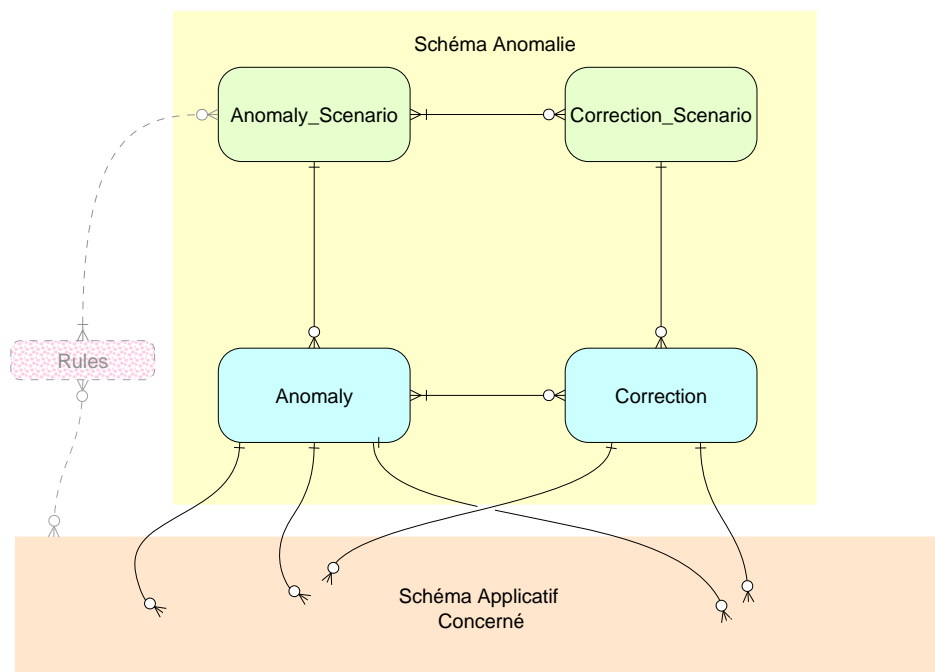 Schéma Anomalie
Anomaly_Scenario
Correction_Scenario
Rules
Anomaly
Correction
Schéma Applicatif
Concerné